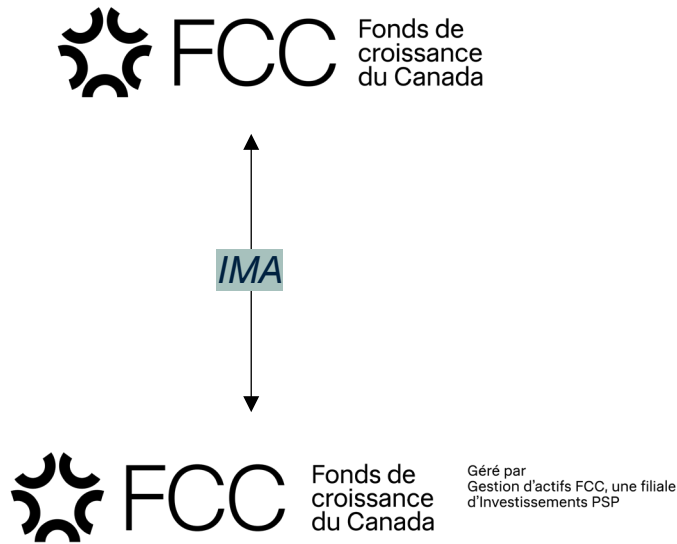 FCC
Fonds de
croissance
du Canada
IMA
FCC
Fonds de
croissance
du Canada
Géré par
Gestion d’actifs FCC, une filiale
d’Investissements PSP